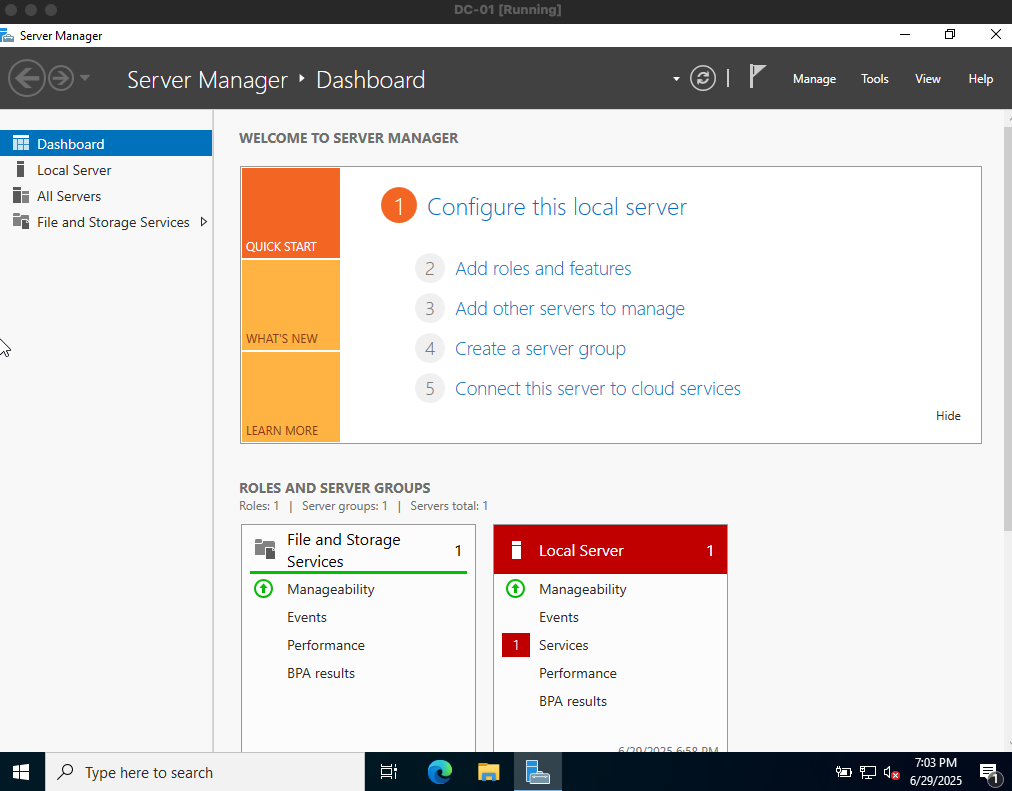 DC-01 [Running]
Server Manager
Server Manager ‣ Dashboard
Manage Tools View Help
Dashboard
Local Server
All Servers
File and Storage Services
WELCOME TO SERVER MANAGER
QUICK START
WHAT'S NEW
LEARN MORE
1 Configure this local server
2 Add roles and features
3 Add other servers to manage
4 Create a server group
5 Connect this server to cloud services
Hide
ROLES AND SERVER GROUPS
Roles: 1 | Server groups: 1 | Servers total: 1
File and Storage
Services
1
Manageability
Events
Performance
BPA results
Local Server 1
Manageability
Events
1 Services
Performance
BPA results
6/29/2025 6:58 PM
Type here to search
7:03 PM
6/29/2025
1